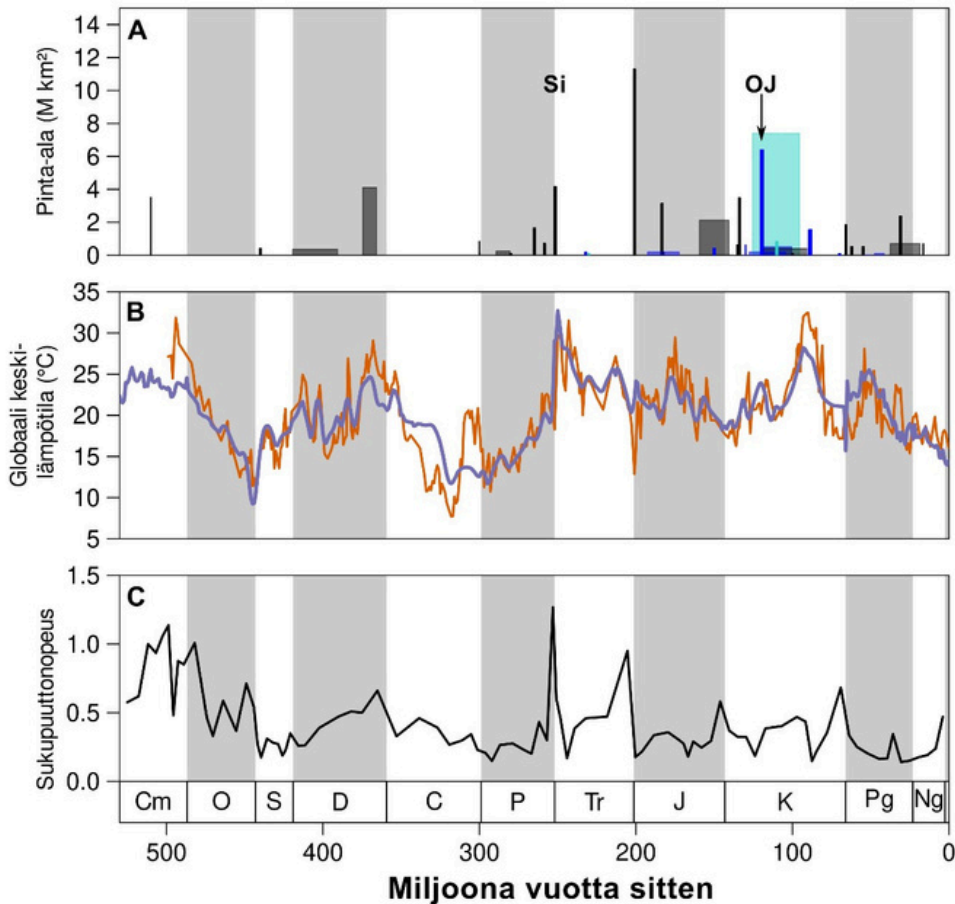 A
14
12
10
8
6
4
2
0
Pinta-ala (M km²)
Si
OJ
B
35
30
25
20
15
10
5
Globaali keski-
lämpötila (°C)
C
1.5
1.0
0.5
0.0
Sukupuuttonopeus
Cm O S D C P Tr J K Pg Ng
500 400 300 200 100 0
Miljoona vuotta sitten